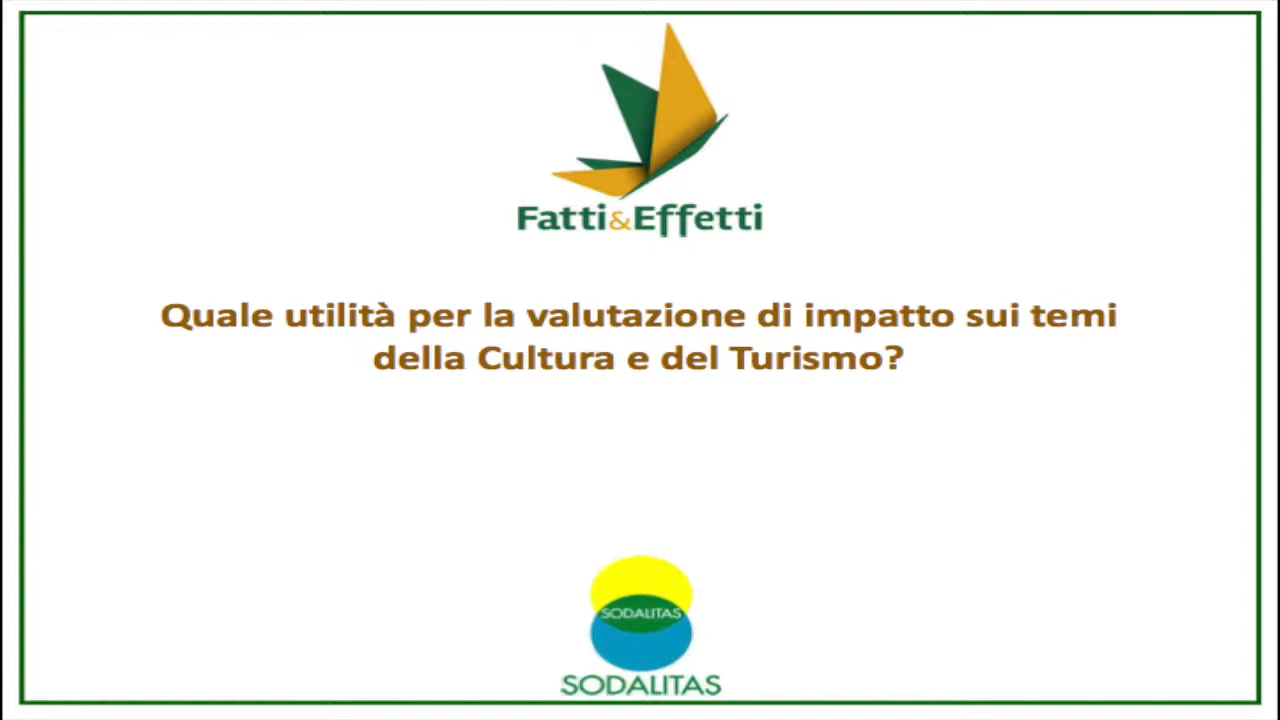 Fatti&Effetti
Quale utilità per la valutazione di impatto sui temi
della Cultura e del Turismo?
SODALITAS
SODALITAS